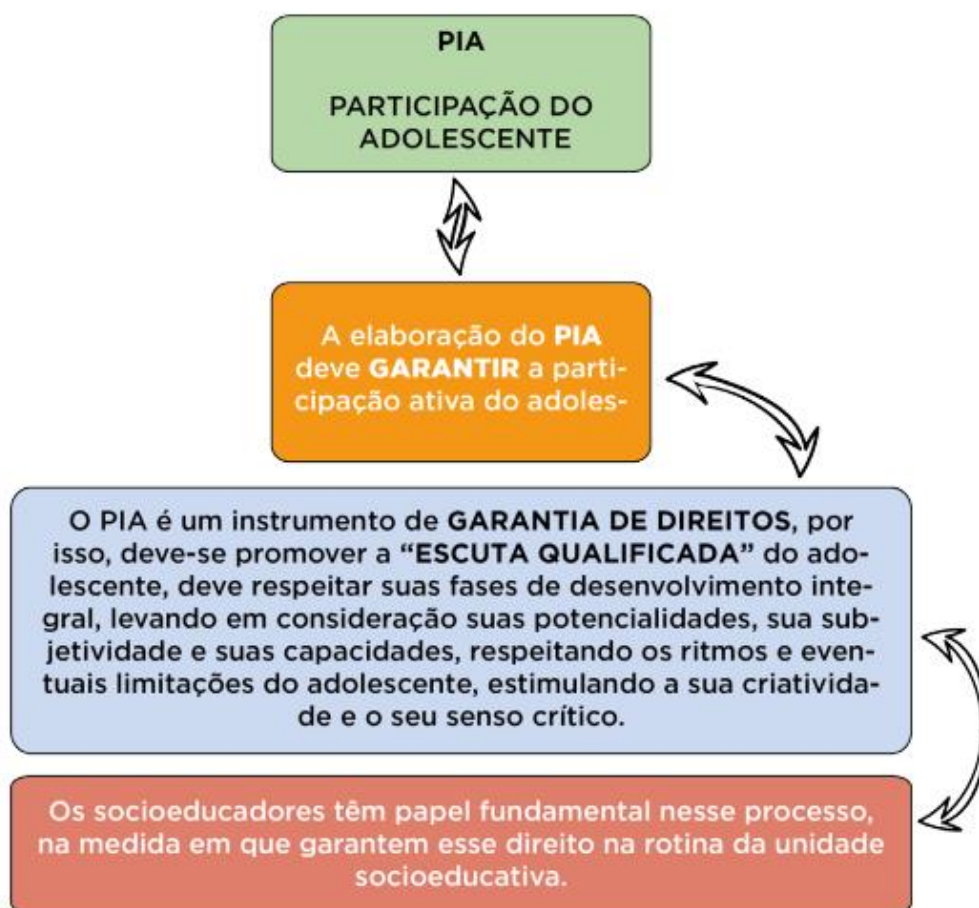 PIA
PARTICIPAÇÃO DO
ADOLESCENTE
A elaboração do PIA
deve GARANTIR a parti-
cipação ativa do adoles-
O PIA é um instrumento de GARANTIA DE DIREITOS, por
isso, deve-se promover a “ESCUTA QUALIFICADA” do ado-
lescente, deve respeitar suas fases de desenvolvimento inte-
gral, levando em consideração suas potencialidades, sua sub-
jetividade e suas capacidades, respeitando os ritmos e even-
tuais limitações do adolescente, estimulando a sua criativida-
de e o seu senso crítico.
Os socioeducadores têm papel fundamental nesse processo,
na medida em que garantem esse direito na rotina da unidade
socioeducativa.